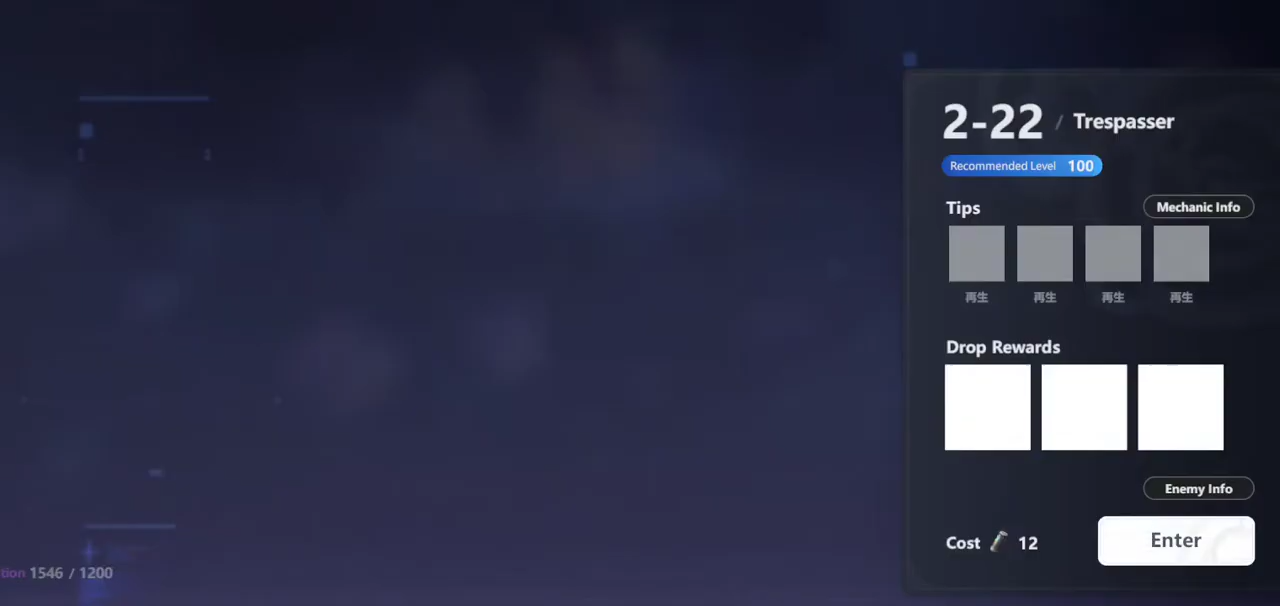 2-22 / Trespasser
Recommended Level 100
Tips
Mechanic Info
再生 再生 再生 再生
Drop Rewards
Enemy Info
Cost 12
Enter
tion 1546 / 1200